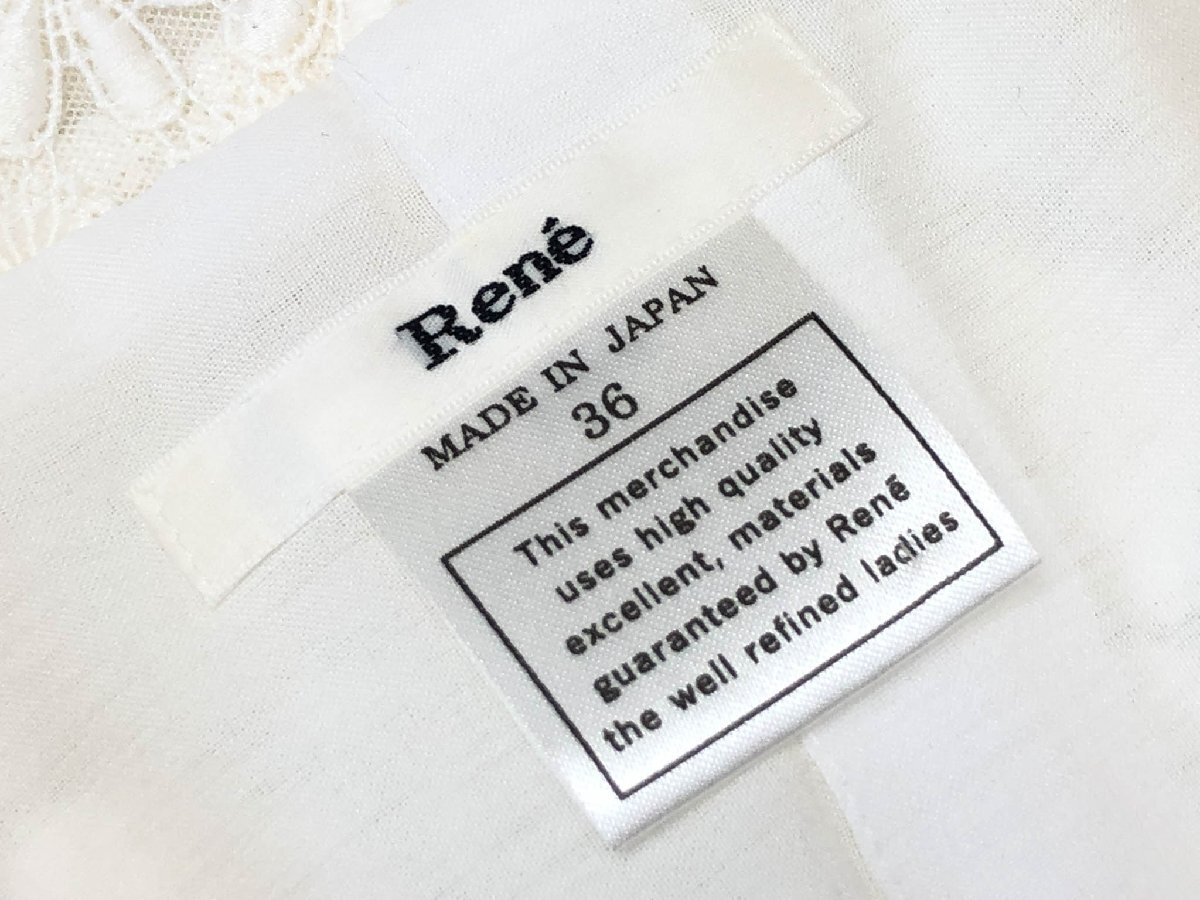 René
MADE IN JAPAN
36
This merchandise
uses high quality
excellent, materials
guaranteed by René
the well refined ladies